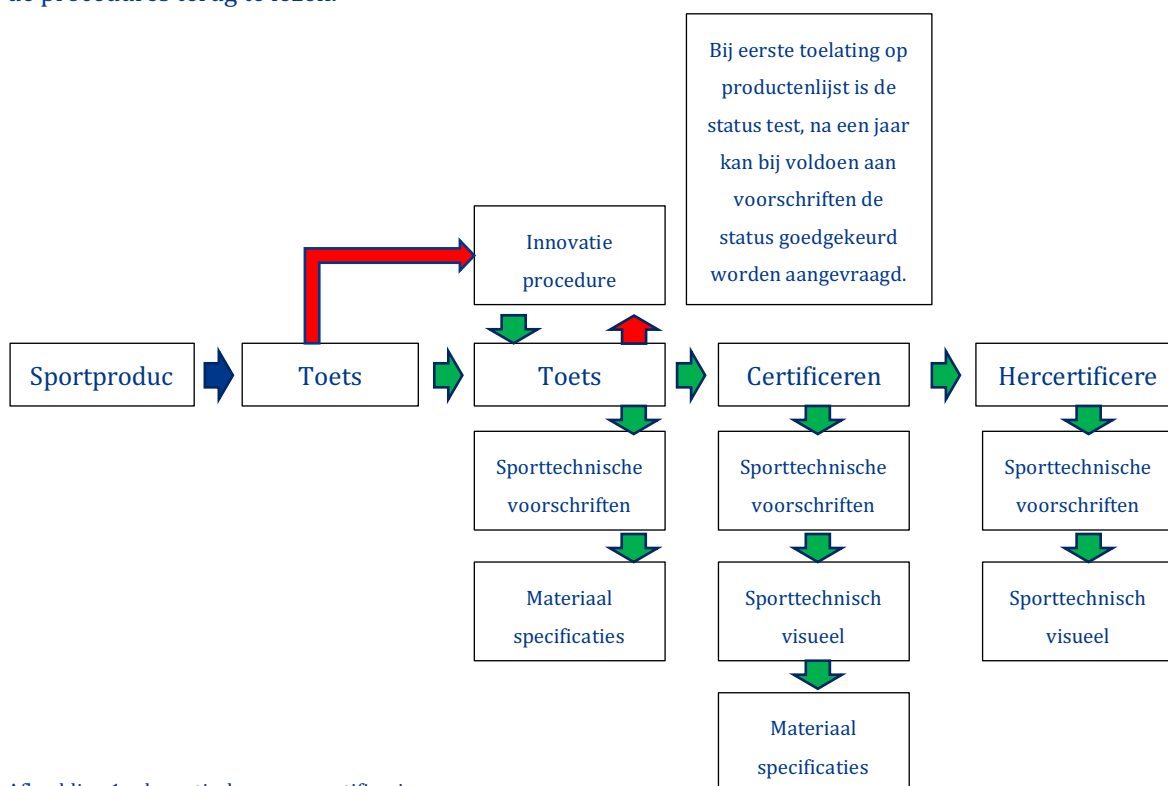 Bij eerste toelating op
productenlijst is de
status test, na een jaar
kan bij voldoen aan
voorschriften de
status goedgekeurd
worden aangevraagd.
Innovatie
procedure
Sportproduc
Toets
Toets
Certificeren
Hercertificere
Sporttechnische
voorschriften
Sporttechnische
voorschriften
Sporttechnische
voorschriften
Materiaal
specificaties
Sporttechnisch
visueel
Sporttechnisch
visueel
Materiaal
specificaties